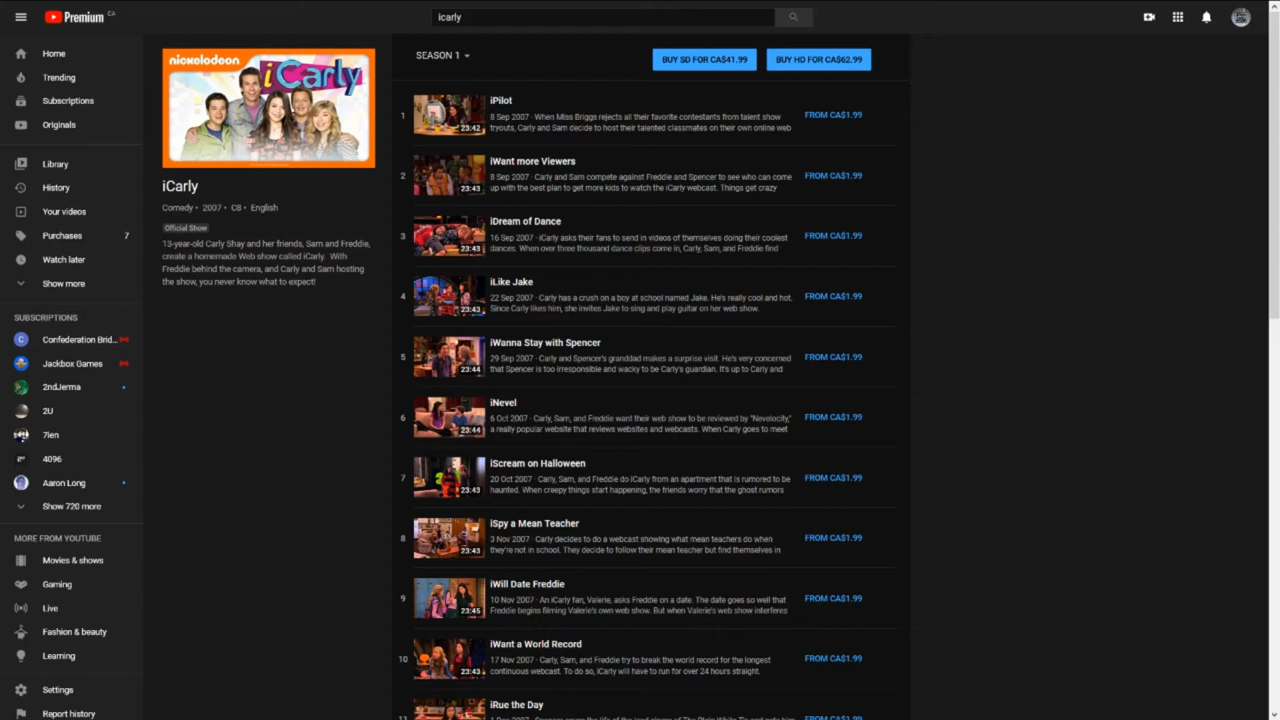 Premium CA
icarly
Home
Trending
Subscriptions
Originals
Library
History
Your videos
Purchases 7
Watch later
Show more
SUBSCRIPTIONS
C Confederation Brid...
Jackbox Games
2ndJerma
2U
7len
4096
Aaron Long
Show 720 more
MORE FROM YOUTUBE
Movies & shows
Gaming
Live
Fashion & beauty
Learning
Settings
Report history
nickelodeon
iCarly
iCarly
Comedy • 2007 • C8 • English
Official Show
13-year-old Carly Shay and her friends, Sam and Freddie,
create a homemade Web show called iCarly. With
Freddie behind the camera, and Carly and Sam hosting
the show, you never know what to expect!
SEASON 1
BUY SD FOR CA$41.99
BUY HD FOR CA$62.99
1
23:42
iPilot
8 Sep 2007 · When Miss Briggs rejects all their favorite contestants from talent show
tryouts, Carly and Sam decide to host their talented classmates on their own online web
FROM CA$1.99
2
23:43
iWant more Viewers
8 Sep 2007 · Carly and Sam compete against Freddie and Spencer to see who can come
up with the best plan to get more kids to watch the iCarly webcast. Things get crazy
FROM CA$1.99
3
23:43
iDream of Dance
16 Sep 2007 · iCarly asks their fans to send in videos of themselves doing their coolest
dances. When over three thousand dance clips come in, Carly, Sam, and Freddie find
FROM CA$1.99
4
23:43
iLike Jake
22 Sep 2007 · Carly has a crush on a boy at school named Jake. He's really cool and hot.
Since Carly likes him, she invites Jake to sing and play guitar on her web show.
FROM CA$1.99
5
23:44
iWanna Stay with Spencer
29 Sep 2007 · Carly and Spencer's granddad makes a surprise visit. He's very concerned
that Spencer is too irresponsible and wacky to be Carly's guardian. It's up to Carly and
FROM CA$1.99
6
23:44
iNevel
6 Oct 2007 · Carly, Sam, and Freddie want their web show to be reviewed by "Nevelocity,"
a really popular website that reviews websites and webcasts. When Carly goes to meet
FROM CA$1.99
7
23:43
iScream on Halloween
20 Oct 2007 · Carly, Sam, and Freddie do iCarly from an apartment that is rumored to be
haunted. When creepy things start happening, the friends worry that the ghost rumors
FROM CA$1.99
8
23:43
iSpy a Mean Teacher
3 Nov 2007 · Carly decides to do a webcast showing what mean teachers do when
they're not in school. They decide to follow their mean teacher but find themselves in
FROM CA$1.99
9
23:45
iWill Date Freddie
10 Nov 2007 · An iCarly fan, Valerie, asks Freddie on a date. The date goes so well that
Freddie begins filming Valerie's own web show. But when Valerie's web show interferes
FROM CA$1.99
10
23:43
iWant a World Record
17 Nov 2007 · Carly, Sam, and Freddie try to break the world record for the longest
continuous webcast. To do so, iCarly will have to run for over 24 hours straight.
FROM CA$1.99
iRue the Day